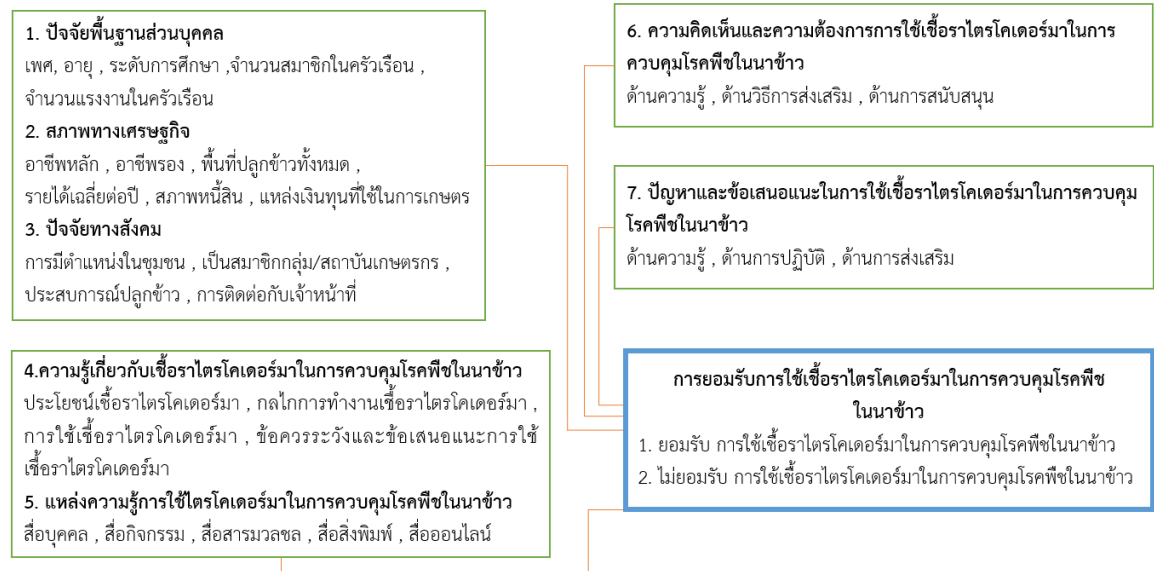 1. ปัจจัยพื้นฐานส่วนบุคคล
เพศ, อายุ , ระดับการศึกษา ,จำนวนสมาชิกในครัวเรือน ,
จำนวนแรงงานในครัวเรือน
2. สภาพทางเศรษฐกิจ
อาชีพหลัก , อาชีพรอง , พื้นที่ปลูกข้าวทั้งหมด ,
รายได้เฉลี่ยต่อปี , สภาพหนี้สิน , แหล่งเงินทุนที่ใช้ในการเกษตร
3. ปัจจัยทางสังคม
การมีตำแหน่งในชุมชน , เป็นสมาชิกกลุ่ม/สถาบันเกษตรกร ,
ประสบการณ์ปลูกข้าว , การติดต่อกับเจ้าหน้าที่
4.ความรู้เกี่ยวกับเชื้อราไตรโคเดอร์มาในการควบคุมโรคพืชในนาข้าว
ประโยชน์เชื้อราไตรโคเดอร์มา , กลไกการทำงานเชื้อราไตรโคเดอร์มา ,
การใช้เชื้อราไตรโคเดอร์มา , ข้อควรระวังและข้อเสนอแนะการใช้
เชื้อราไตรโคเดอร์มา
5. แหล่งความรู้การใช้ไตรโคเดอร์มาในการควบคุมโรคพืชในนาข้าว
สื่อบุคคล , สื่อกิจกรรม , สื่อสารมวลชล , สื่อสิ่งพิมพ์ , สื่อออนไลน์
6. ความคิดเห็นและความต้องการการใช้เชื้อราไตรโคเดอร์มาในการ
ควบคุมโรคพืชในนาข้าว
ด้านความรู้ , ด้านวิธีการส่งเสริม , ด้านการสนับสนุน
7. ปัญหาและข้อเสนอแนะในการใช้เชื้อราไตรโคเดอร์มาในการควบคุม
โรคพืชในนาข้าว
ด้านความรู้ , ด้านการปฏิบัติ , ด้านการส่งเสริม
การยอมรับการใช้เชื้อราไตรโคเดอร์มาในการควบคุมโรคพืช
ในนาข้าว
1. ยอมรับ การใช้เชื้อราไตรโคเดอร์มาในการควบคุมโรคพืชในนาข้าว
2. ไม่ยอมรับ การใช้เชื้อราไตรโคเดอร์มาในการควบคุมโรคพืชในนาข้าว